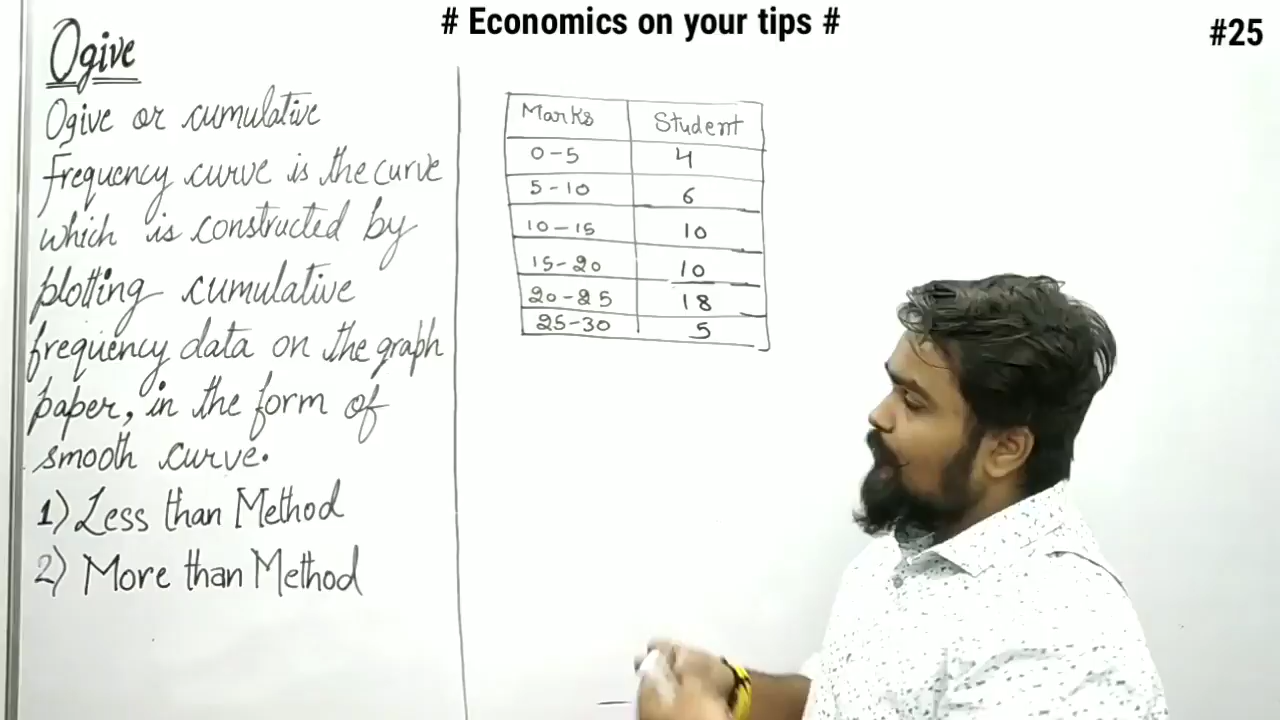 # Economics on your tips #
#25
Ogive
Ogive or cumulative
Frequency curve is the curve
which is constructed by
plotting cumulative
frequency data on the graph
paper, in the form of
smooth curve.
1) Less than Method
2) More than Method
Marks Student
0-5 4
5-10 6
10-15 10
15-20 10
20-25 18
25-30 5